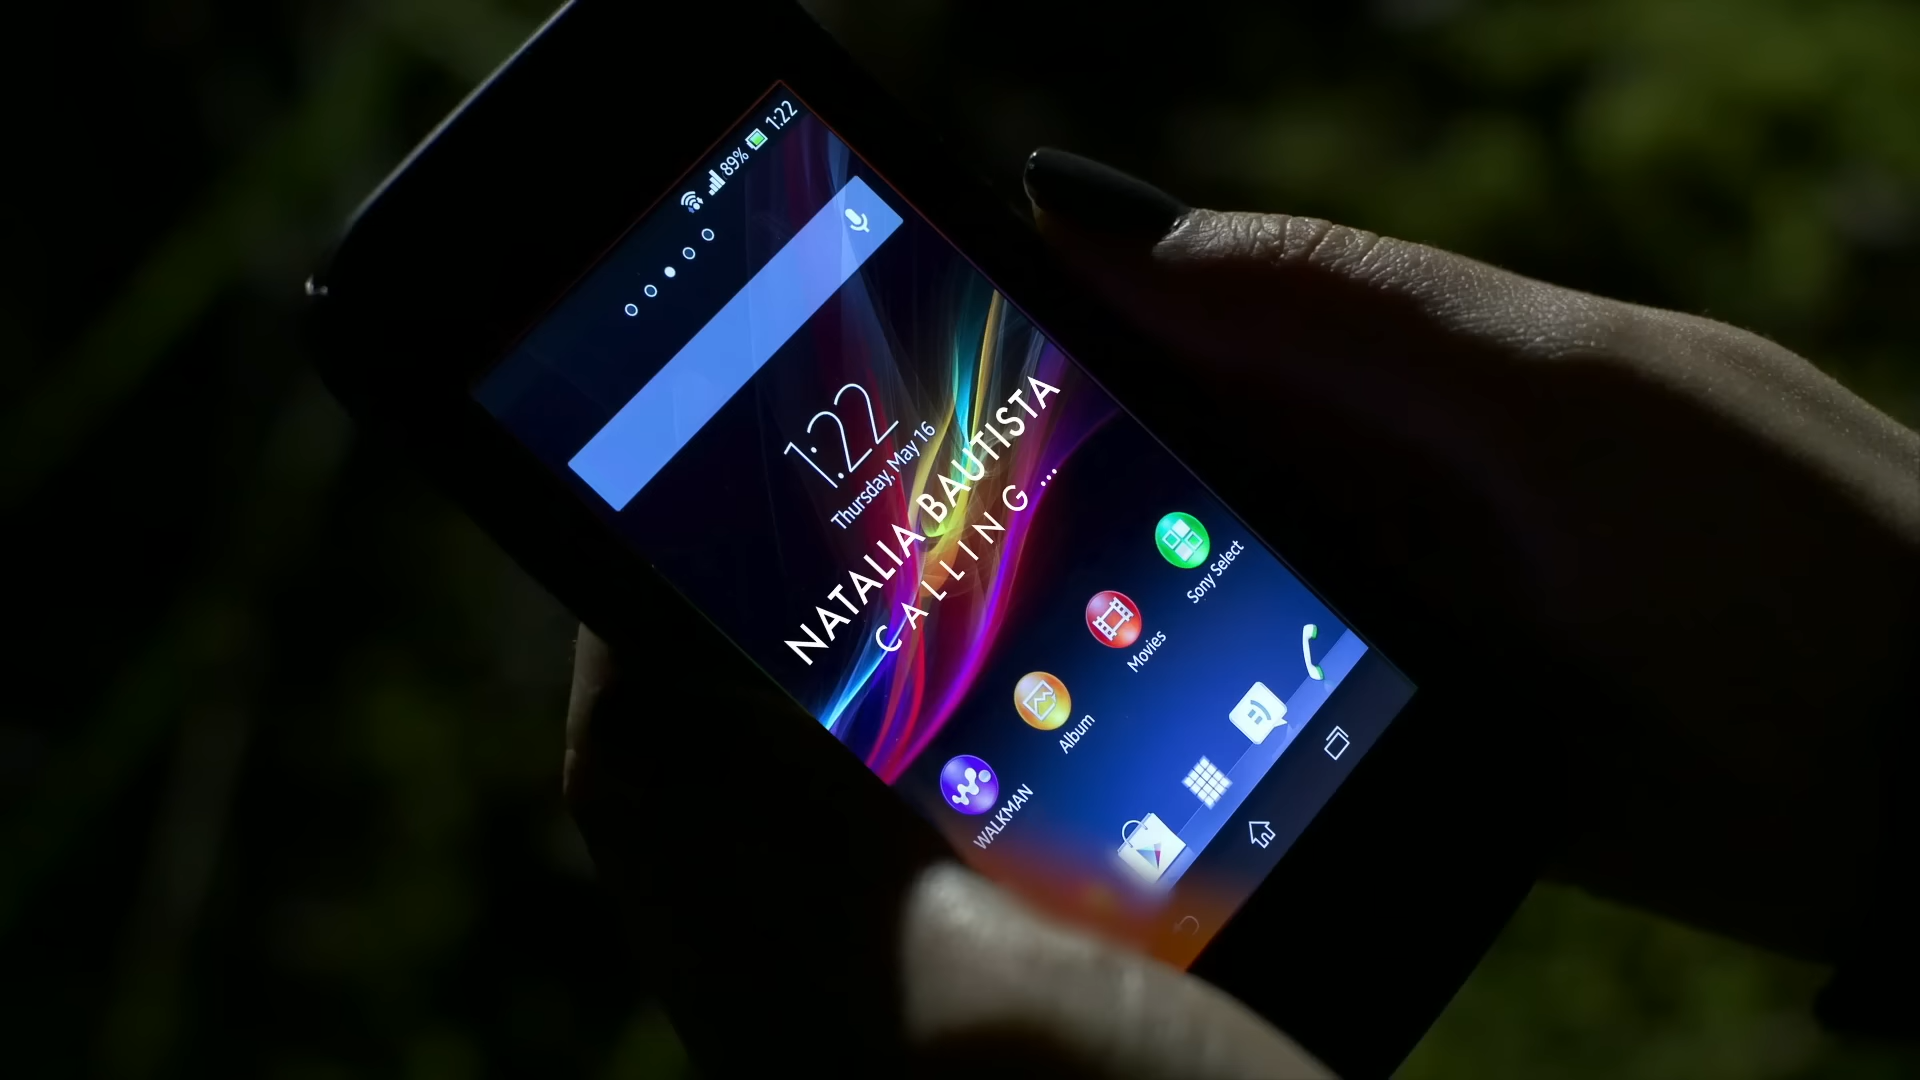 89% 1:22
1:22
Thursday, May 16
NATALIA BAUTISTA
CALLING...
Sony Select
Movies
Album
WALKMAN